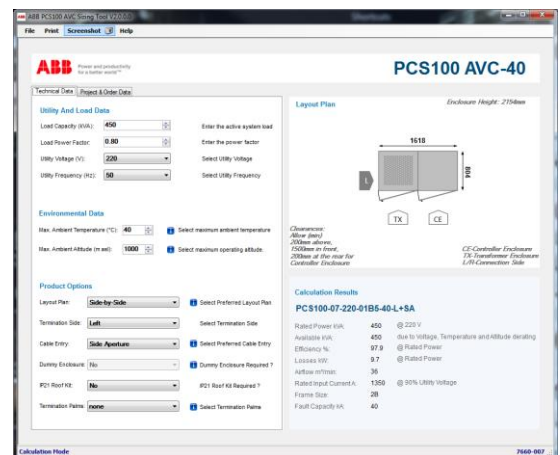 ABB PCS100 AVC Sizing Tool V2.0.0.0
File Print Screenshot Help
ABB Power and productivity
for a better world™
PCS100 AVC-40
Technical Data Project & Order Data
Utility And Load Data
Load Capacity (kVA): 450 Enter the active system load
Load Power Factor: 0.80 Enter the power factor
Utility Voltage (V): 220 Select Utility Voltage
Utility Frequency (Hz): 50 Select Utility Frequency
Environmental Data
Max. Ambient Temperature (°C): 40 Select maximum ambient temperature
Max. Ambient Altitude (m asl): 1000 Select maximum operating altitude.
Product Options
Layout Plan: Side-by-Side Select Preferred Layout Plan
Termination Side: Left Select Termination Side
Cable Entry: Side Aperture Select Preferred Cable Entry
Dummy Enclosure: No Dummy Enclosure Required ?
IP21 Roof Kit: No IP21 Roof Kit Required ?
Termination Palms: none Select Termination Palms
Layout Plan Enclosure Height: 2154mm
1618
804
L
TX CE
Clearances:
Allow (min)
200mm above,
1500mm in front,
200mm at the rear for
Controller Enclosure
CE-Controller Enclosure
TX-Transformer Enclosure
L/R-Connection Side
Calculation Results
PCS100-07-220-01B5-40-L+SA
Rated Power kVA: 450 @ 220 V
Available kVA: 450 due to Voltage, Temperature and Altitude derating
Efficiency %: 97.9 @ Rated Power
Losses kW: 9.7 @ Rated Power
Airflow m³/min: 36
Rated Input Current A: 1350 @ 90% Utility Voltage
Frame Size: 2B
Fault Capacity kA: 40
Calculation Mode 7660-007